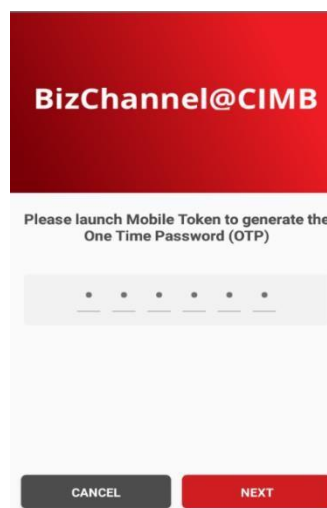 BizChannel@CIMB
Please launch Mobile Token to generate the
One Time Password (OTP)
CANCEL
NEXT